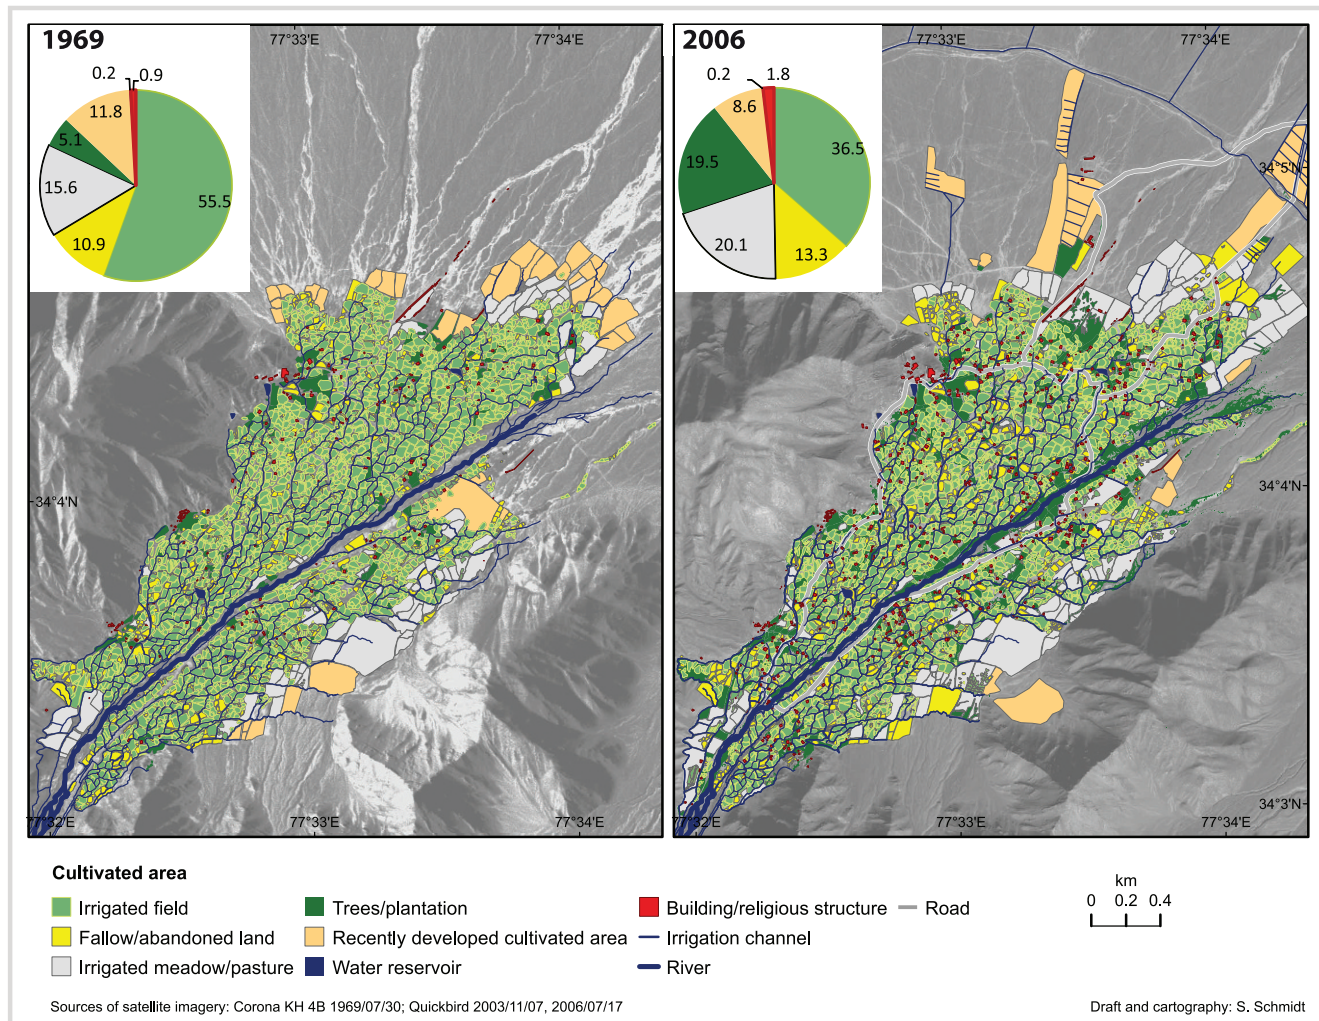 1969
77°33'E
77°34'E
0.2
0.9
11.8
5.1
15.6
55.5
10.9
34°4'N
77°32'E
77°33'E
77°34'E
2006
77°33'E
77°34'E
0.2
1.8
8.6
36.5
19.5
20.1
13.3
34°5'N
34°4'N
34°3'N
77°32'E
77°33'E
77°34'E
Cultivated area
Irrigated field
Trees/plantation
Building/religious structure
Road
Fallow/abandoned land
Recently developed cultivated area
Irrigation channel
Irrigated meadow/pasture
Water reservoir
River
km
0 0.2 0.4
Sources of satellite imagery: Corona KH 4B 1969/07/30; Quickbird 2003/11/07, 2006/07/17
Draft and cartography: S. Schmidt